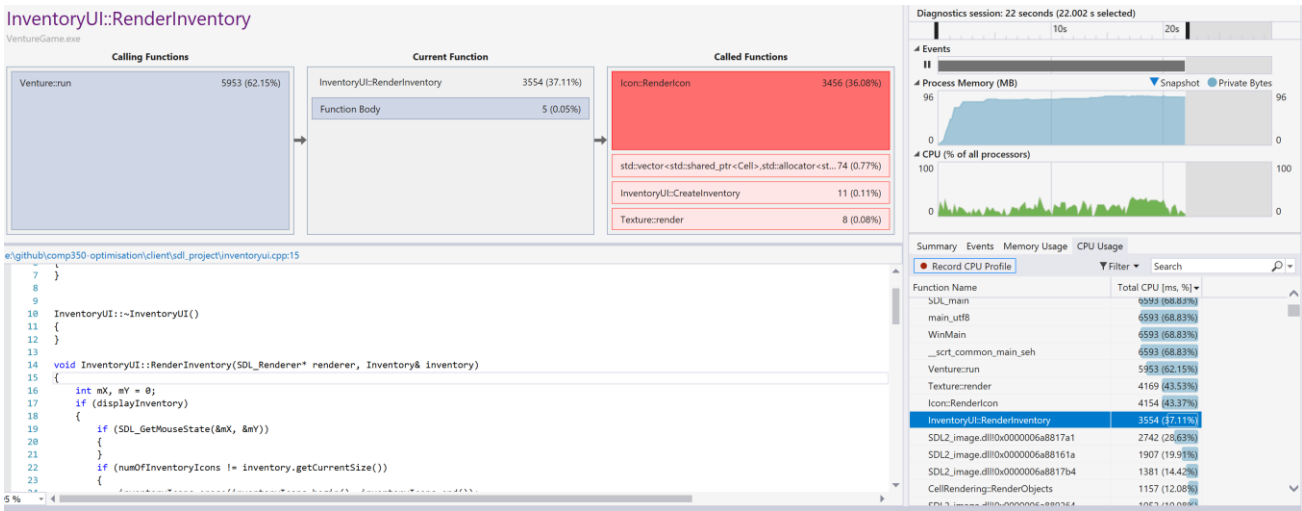 InventoryUI::RenderInventory
VentureGame.exe
Calling Functions
Current Function
Called Functions
Venture::run 5953 (62.15%)
InventoryUI::RenderInventory 3554 (37.11%)
Function Body 5 (0.05%)
Icon::RenderIcon 3456 (36.08%)
std::vector<std::shared_ptr<Cell>,std::allocator<st... 74 (0.77%)
InventoryUI::CreateInventory 11 (0.11%)
Texture::render 8 (0.08%)
e:\github\comp350-optimisation\client\sdl_project\inventoryui.cpp:15
7 }
8
9
10 InventoryUI::~InventoryUI()
11 {
12 }
13
14 void InventoryUI::RenderInventory(SDL_Renderer* renderer, Inventory& inventory)
15 {
16 int mX, mY = 0;
17 if (displayInventory)
18 {
19 if (SDL_GetMouseState(&mX, &mY))
20 {
21 }
22 if (numOfInventoryIcons != inventory.getCurrentSize())
23 {
Diagnostics session: 22 seconds (22.002 s selected)
10s 20s
Events
Process Memory (MB) Snapshot Private Bytes
96 96
0 0
CPU (% of all processors)
100 100
0 0
Summary Events Memory Usage CPU Usage
Record CPU Profile Filter Search
Function Name Total CPU [ms, %]
SDL_main 6593 (68.83%)
main_utf8 6593 (68.83%)
WinMain 6593 (68.83%)
__scrt_common_main_seh 6593 (68.83%)
Venture::run 5953 (62.15%)
Texture::render 4169 (43.53%)
Icon::RenderIcon 4154 (43.37%)
InventoryUI::RenderInventory 3554 (37.11%)
SDL2_image.dll!0x0000006a8817a1 2742 (28.63%)
SDL2_image.dll!0x0000006a88161a 1907 (19.91%)
SDL2_image.dll!0x0000006a8817b4 1381 (14.42%)
CellRendering::RenderObjects 1157 (12.08%)